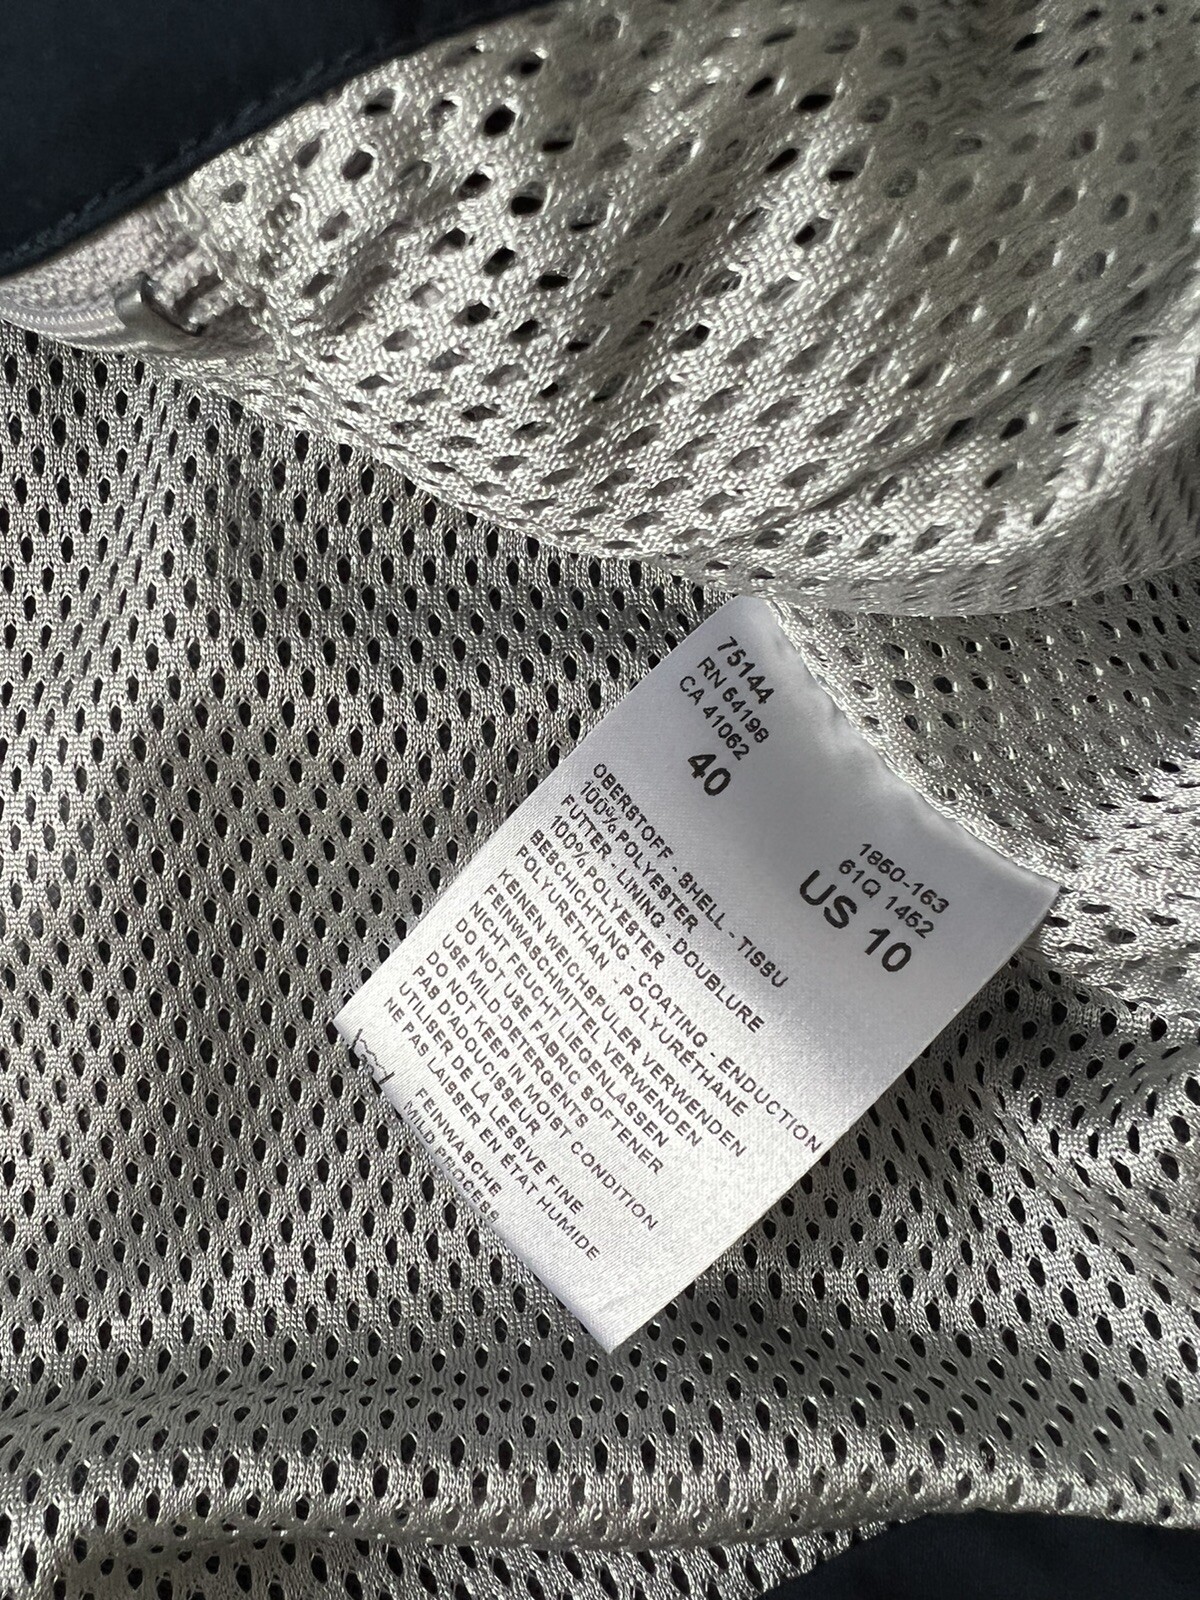 75144
RN 54198
CA 41062
40
1850-163
61Q 1452
US 10
OBERSTOFF - SHELL - TISSU
100% POLYESTER
FUTTER - LINING - DOUBLURE
100% POLYESTER
BESCHICHTUNG - COATING - ENDUCTION
POLYURETHAN - POLYURÉTHANE
KEINEN WEICHSPÜLER VERWENDEN
FEINWASCHMITTEL VERWENDEN
NICHT FEUCHT LIEGENLASSEN
DO NOT USE FABRIC SOFTENER
USE MILD-DETERGENTS
DO NOT KEEP IN MOIST CONDITION
PAS D'ADOUCISSEUR
UTILISER DE LA LESSIVE FINE
NE PAS LAISSER EN ÉTAT HUMIDE
FEINWÄSCHE
MILD PROCESS